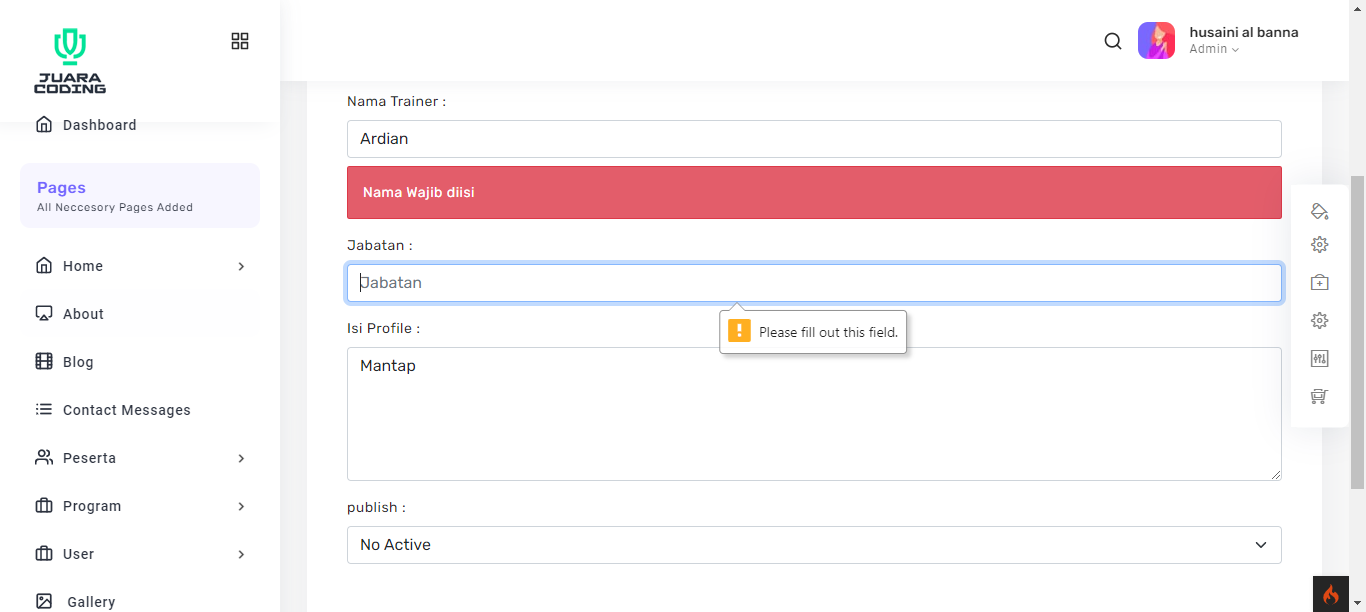 JUARA
CODING
husaini al banna
Admin
Dashboard
Pages
All Neccesory Pages Added
Home
About
Blog
Contact Messages
Peserta
Program
User
Gallery
Nama Trainer :
Ardian
Nama Wajib diisi
Jabatan :
Jabatan
Please fill out this field.
Isi Profile :
Mantap
publish :
No Active